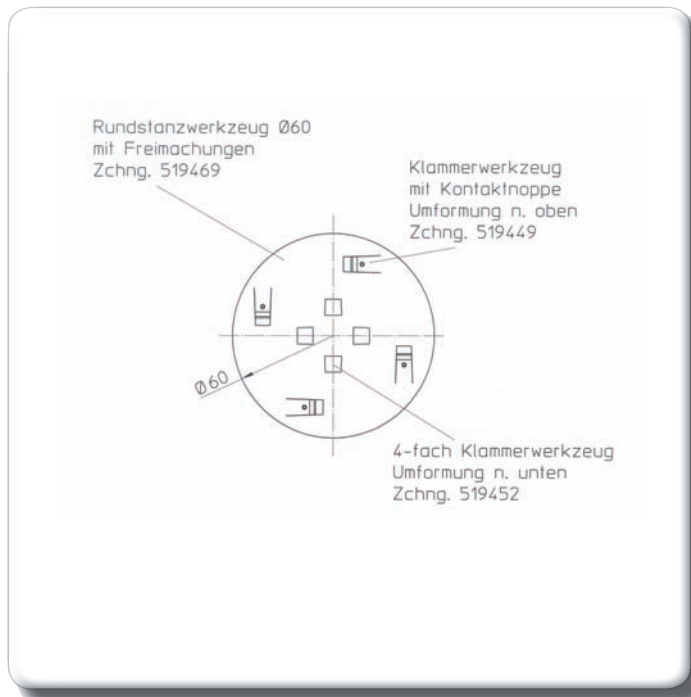 Rundstanzwerkzeug Ø60
mit Freimachungen
Zchng. 519469
Klammerwerkzeug
mit Kontaktnoppe
Umformung n. oben
Zchng. 519449
Ø60
4-fach Klammerwerkzeug
Umformung n. unten
Zchng. 519452